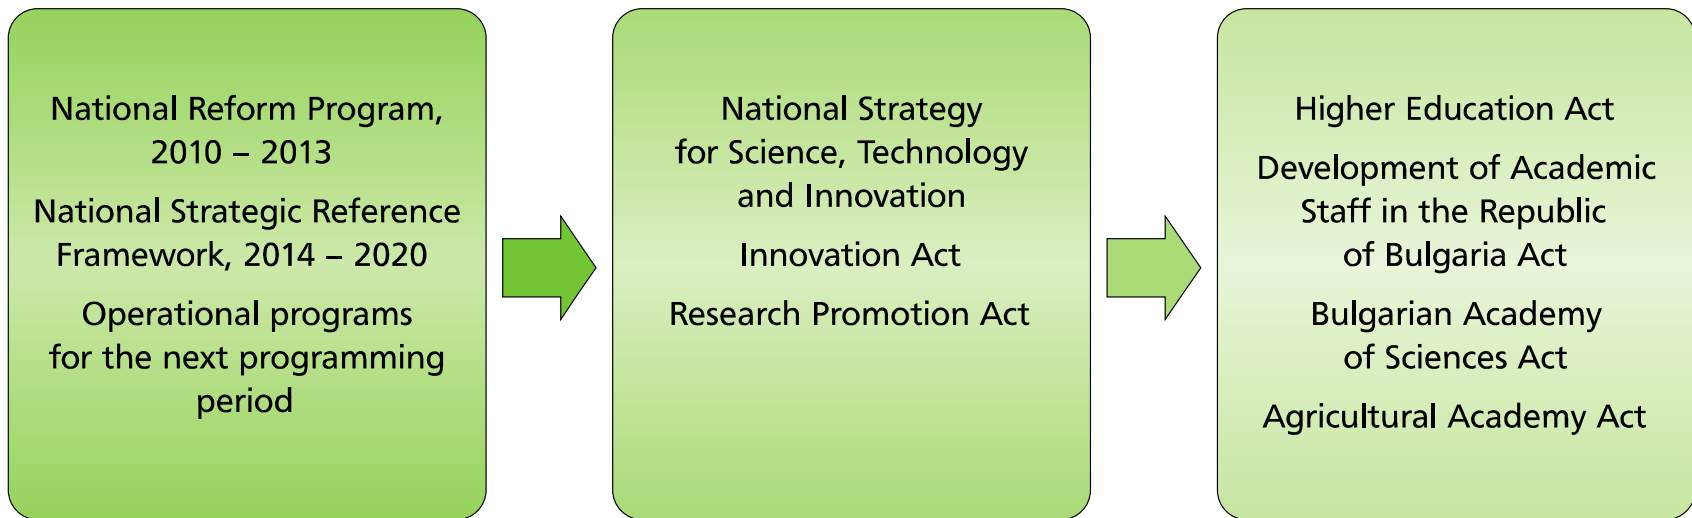 National Reform Program,
2010 – 2013
National Strategic Reference
Framework, 2014 – 2020
Operational programs
for the next programming
period
National Strategy
for Science, Technology
and Innovation
Innovation Act
Research Promotion Act
Higher Education Act
Development of Academic
Staff in the Republic
of Bulgaria Act
Bulgarian Academy
of Sciences Act
Agricultural Academy Act